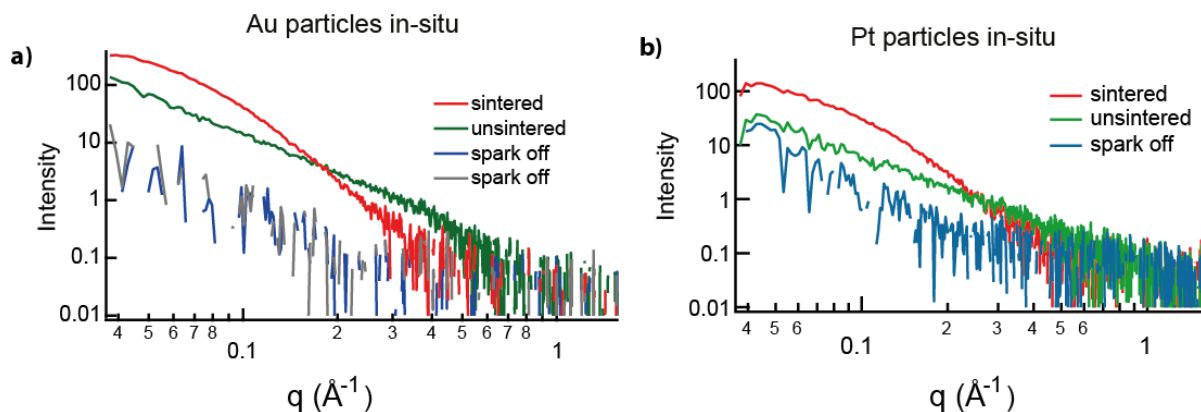 Au particles in-situ
a)
100
10
1
0.1
0.01
Intensity
sintered
unsintered
spark off
spark off
4 5 6 7 8 2 3 4 5 6 7 8
0.1 1
q (Å-1)
Pt particles in-situ
b)
100
10
1
0.1
0.01
Intensity
sintered
unsintered
spark off
4 5 6 2 3 4 5 6
0.1 1
q (Å-1)